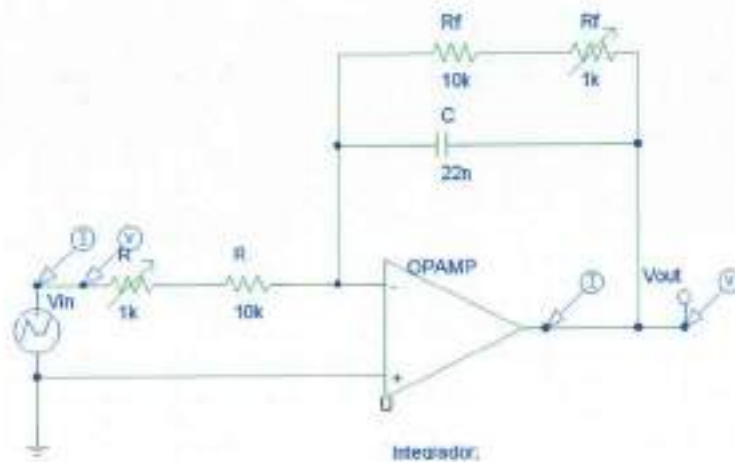 Rf
Rf
10k
1k
C
22n
I
V
R
R
OPAMP
Vin
1k
10k
-
I
Vout
V
+
U
Integrador.